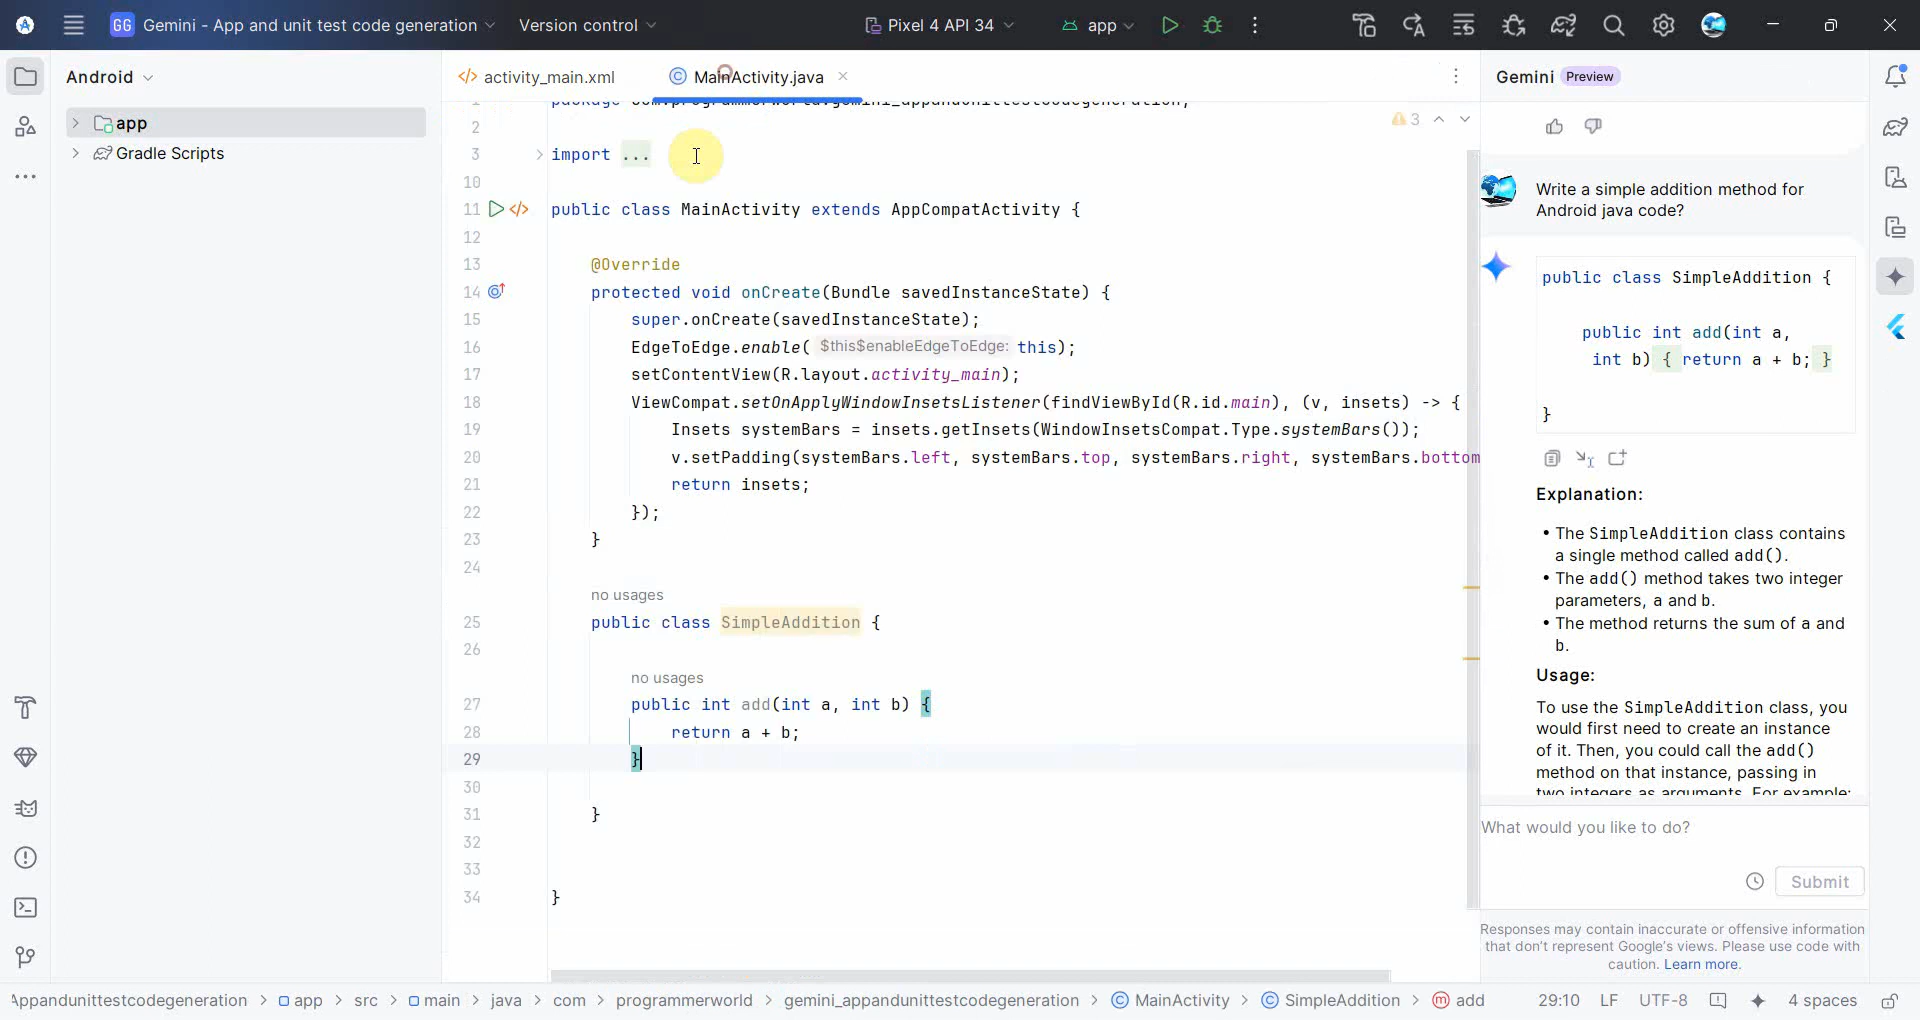 GG Gemini - App and unit test code generation Version control Pixel 4 API 34 app
Android
app
Gradle Scripts
activity_main.xml MainActivity.java
3
2
3 import ...
10
11 public class MainActivity extends AppCompatActivity {
12
13 @Override
14 protected void onCreate(Bundle savedInstanceState) {
15 super.onCreate(savedInstanceState);
16 EdgeToEdge.enable( $this$enableEdgeToEdge: this);
17 setContentView(R.layout.activity_main);
18 ViewCompat.setOnApplyWindowInsetsListener(findViewById(R.id.main), (v, insets) -> {
19 Insets systemBars = insets.getInsets(WindowInsetsCompat.Type.systemBars());
20 v.setPadding(systemBars.left, systemBars.top, systemBars.right, systemBars.bottom
21 return insets;
22 });
23 }
24
no usages
25 public class SimpleAddition {
26
no usages
27 public int add(int a, int b) {
28 return a + b;
29 }
30
31 }
32
33
34 }
Gemini Preview
Write a simple addition method for
Android java code?
public class SimpleAddition {
public int add(int a,
int b) { return a + b; }
}
Explanation:
• The SimpleAddition class contains
a single method called add().
• The add() method takes two integer
parameters, a and b.
• The method returns the sum of a and
b.
Usage:
To use the SimpleAddition class, you
would first need to create an instance
of it. Then, you could call the add()
method on that instance, passing in
two integers as arguments. For example:
What would you like to do?
Submit
Responses may contain inaccurate or offensive information
that don't represent Google's views. Please use code with
caution. Learn more.
Appandunittestcodegeneration > app > src > main > java > com > programmerworld > gemini_appandunittestcodegeneration > MainActivity > SimpleAddition > add 29:10 LF UTF-8 4 spaces